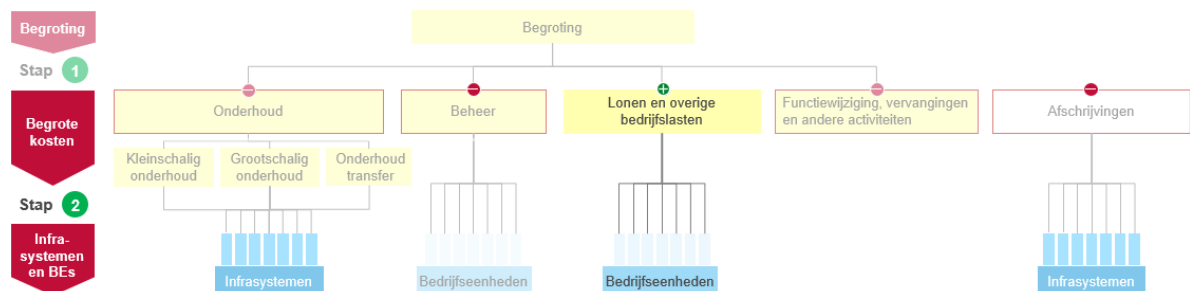 Begroting
Begroting
Stap 1
Begrote
kosten
Onderhoud
Beheer
Lonen en overige
bedrijfslasten
Functiewijziging, vervangingen
en andere activiteiten
Afschrijvingen
Kleinschalig
onderhoud
Grootschalig
onderhoud
Onderhoud
transfer
Stap 2
Infra-
systemen
en BEs
Infrasystemen
Bedrijfseenheden
Bedrijfseenheden
Infrasystemen